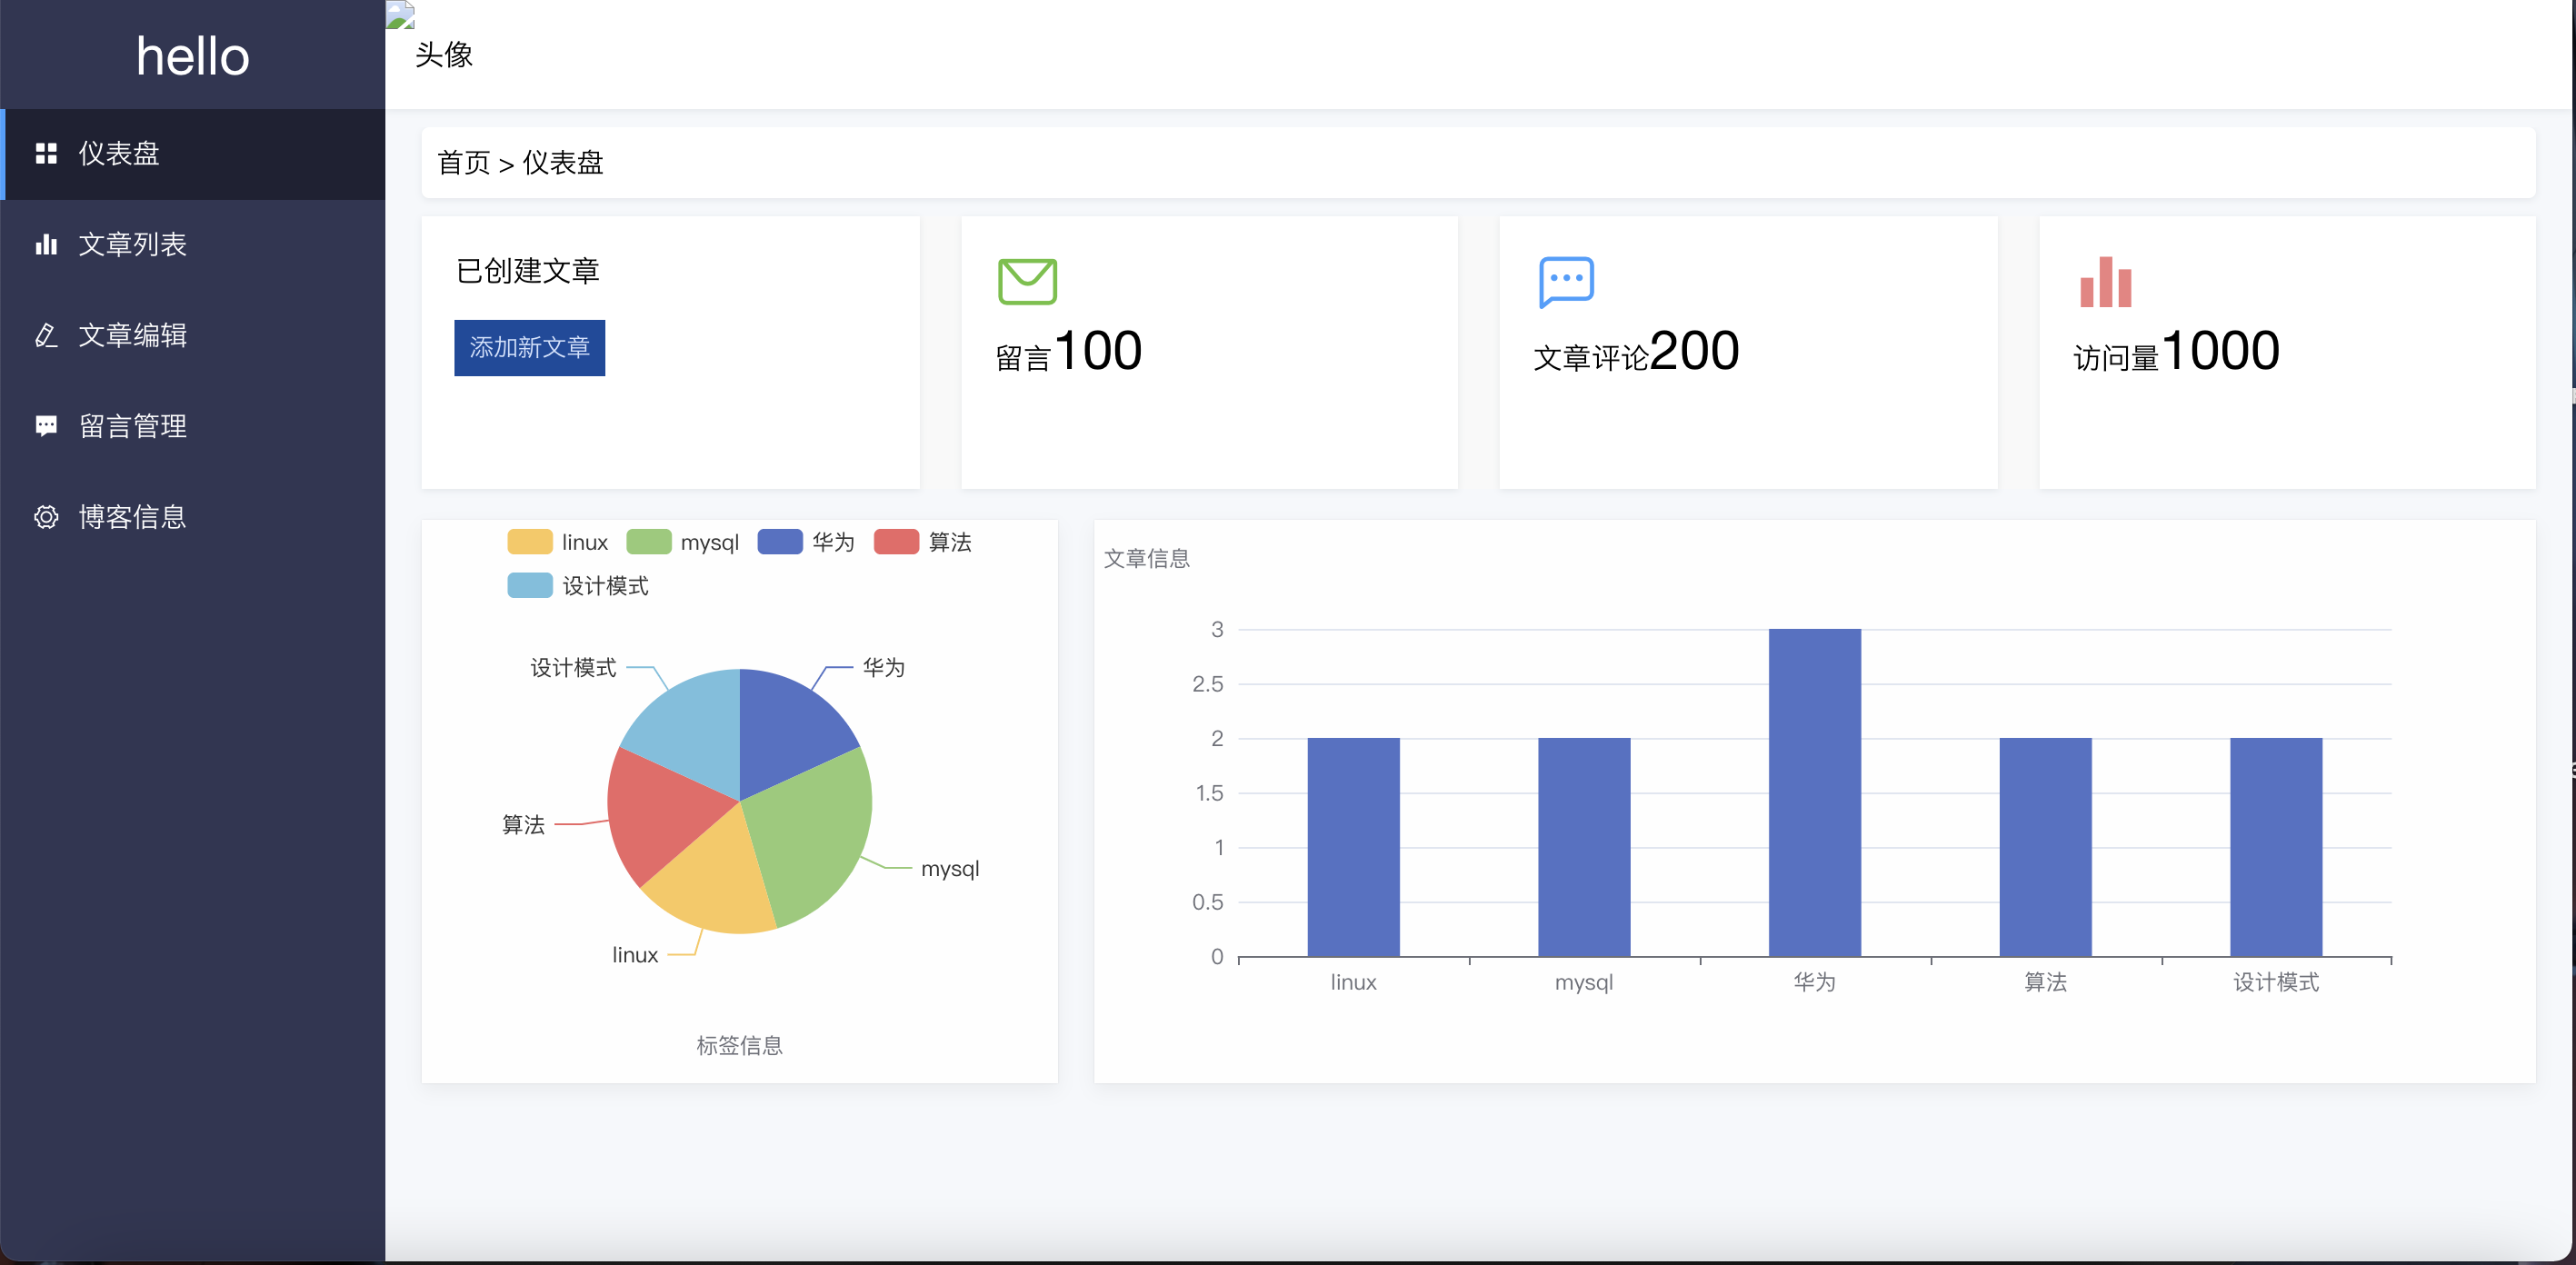 hello
仪表盘
文章列表
文章编辑
留言管理
博客信息
头像
首页 > 仪表盘
已创建文章
添加新文章
留言100
文章评论200
访问量1000
linux mysql 华为 算法
设计模式
设计模式 华为
算法
mysql
linux
标签信息
文章信息
3
2.5
2
1.5
1
0.5
0
linux mysql 华为 算法 设计模式